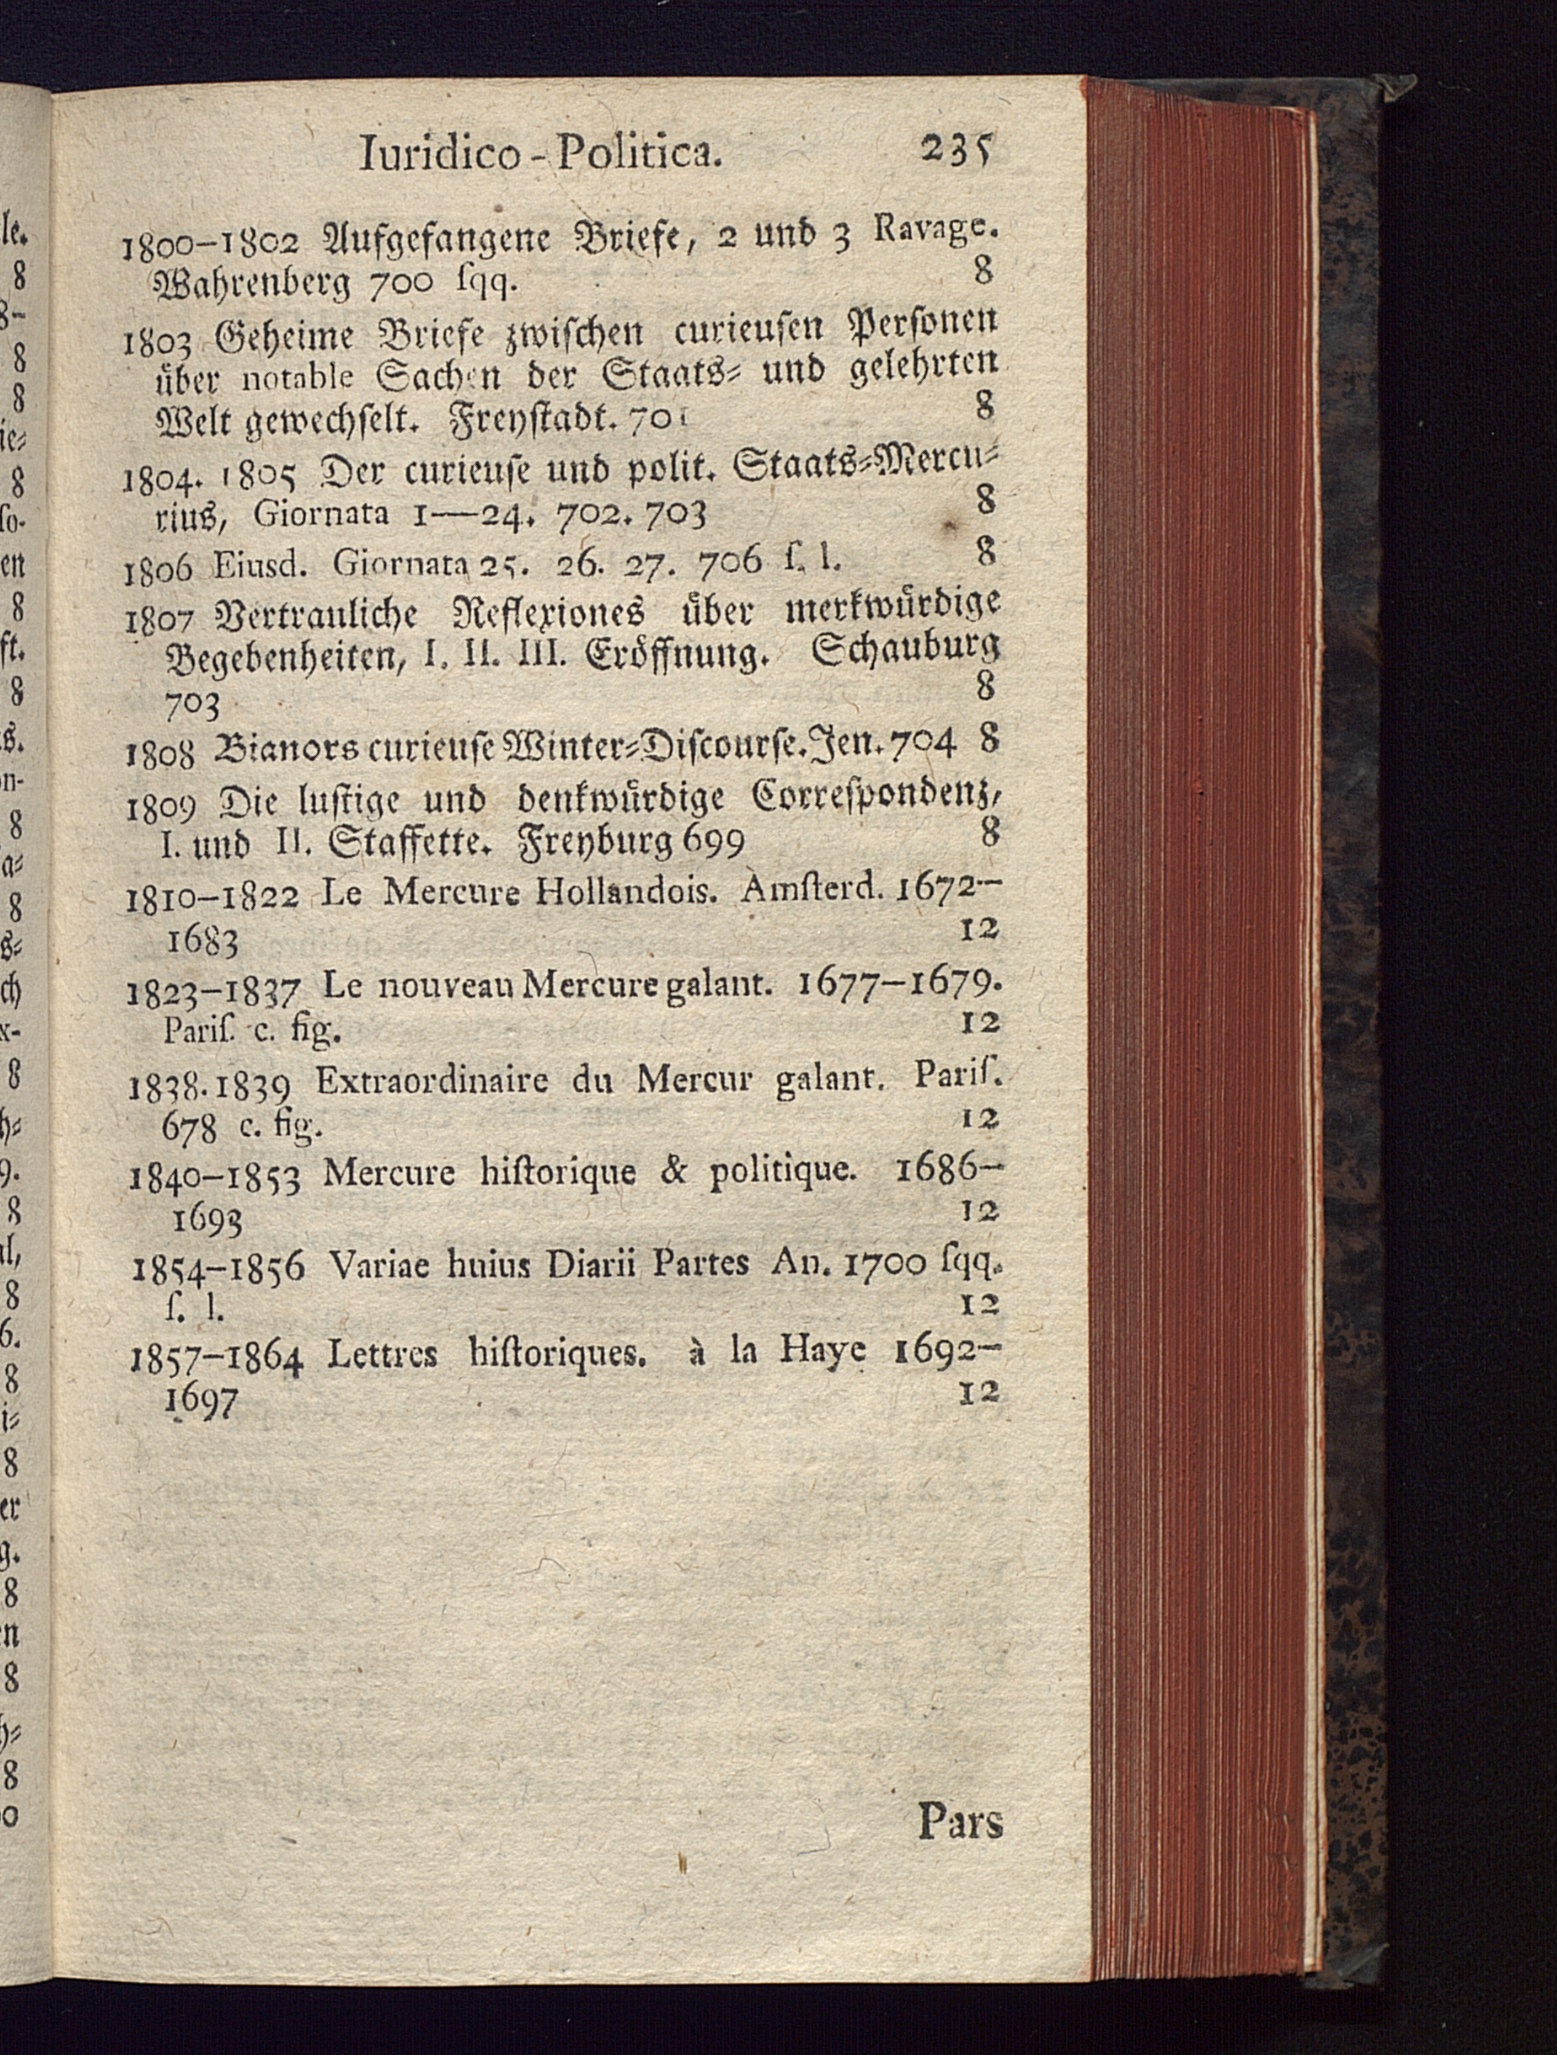 Iuridico-Politica. 235
1800-1802 Aufgefangene Briefe, 2 und 3 Ravage.
Wahrenberg 700 ſqq. 8
1803 Geheime Briefe zwiſchen curieuſen Perſonen
über notable Sachen der Staats- und gelehrten
Welt gewechſelt. Freyſtadt. 701 8
1804. 1805 Der curieuſe und polit. Staats-Mercu-
rius, Giornata 1—24. 702. 703 8
1806 Eiusd. Giornata 25. 26. 27. 706 ſ. l. 8
1807 Vertrauliche Reflexiones über merkwürdige
Begebenheiten, I. II. III. Eröffnung. Schauburg
703 8
1808 Bianors curieuſe Winter-Diſcourſe. Jen. 704 8
1809 Die luſtige und denkwürdige Correſpondenz,
I. und II. Staffette. Freyburg 699 8
1810-1822 Le Mercure Hollandois. Amſterd. 1672-
1683 12
1823-1837 Le nouveau Mercure galant. 1677-1679.
Pariſ. c. fig. 12
1838. 1839 Extraordinaire du Mercur galant. Pariſ.
678 c. fig. 12
1840-1853 Mercure hiſtorique & politique. 1686-
1693 12
1854-1856 Variae huius Diarii Partes An. 1700 ſqq.
ſ. l. 12
1857-1864 Lettres hiſtoriques. à la Haye 1692-
1697 12
Pars